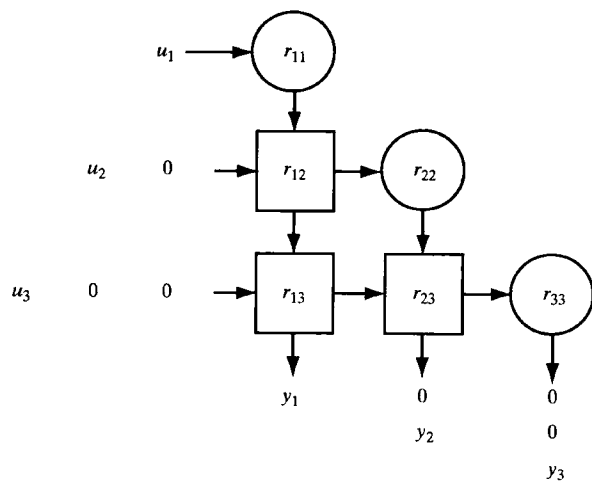 u₁ r₁₁
u₂ 0 r₁₂ r₂₂
u₃ 0 0 r₁₃ r₂₃ r₃₃
y₁ 0 0
y₂ 0
y₃